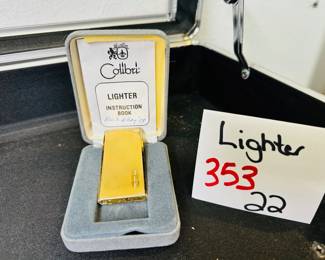 Colibri
LIGHTER
INSTRUCTION
BOOK
Lighter
353
22